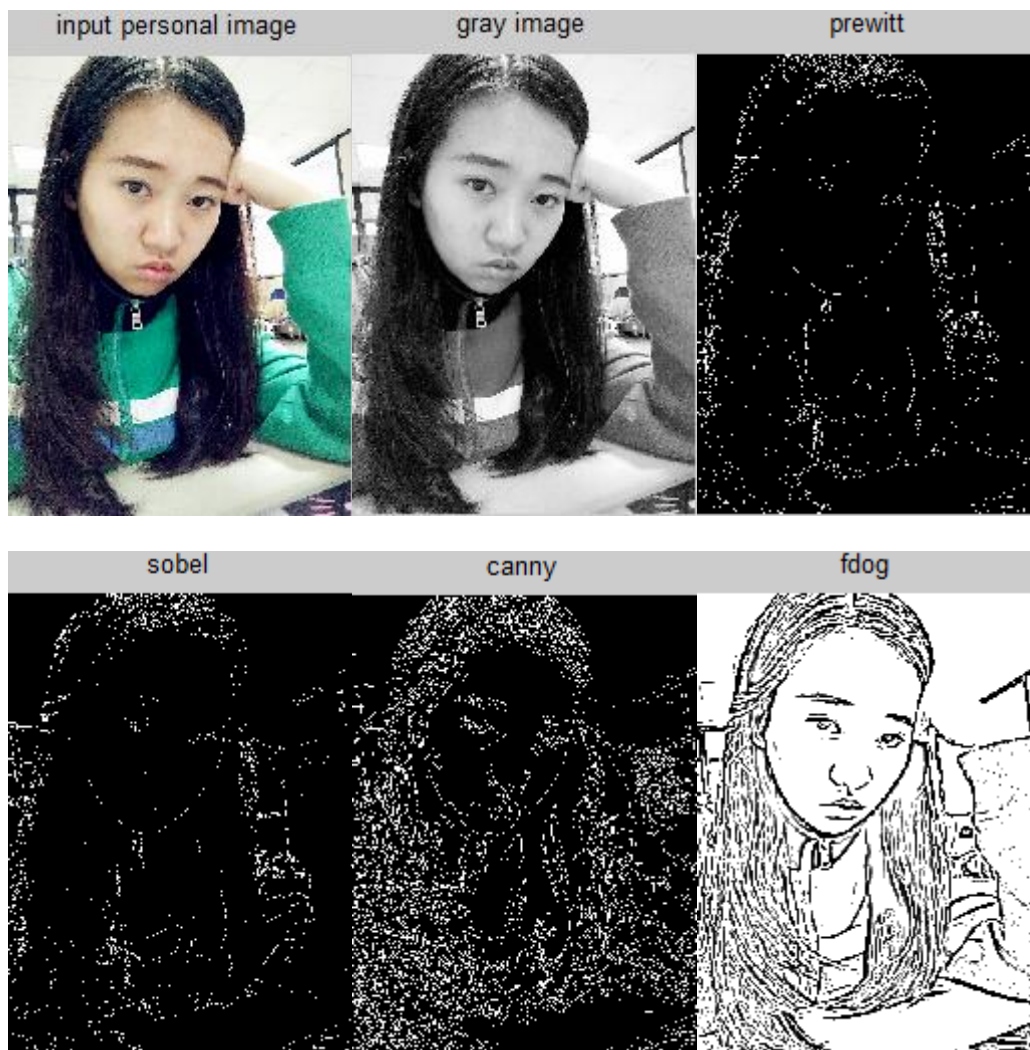 input personal image
gray image
prewitt
sobel
canny
fdog